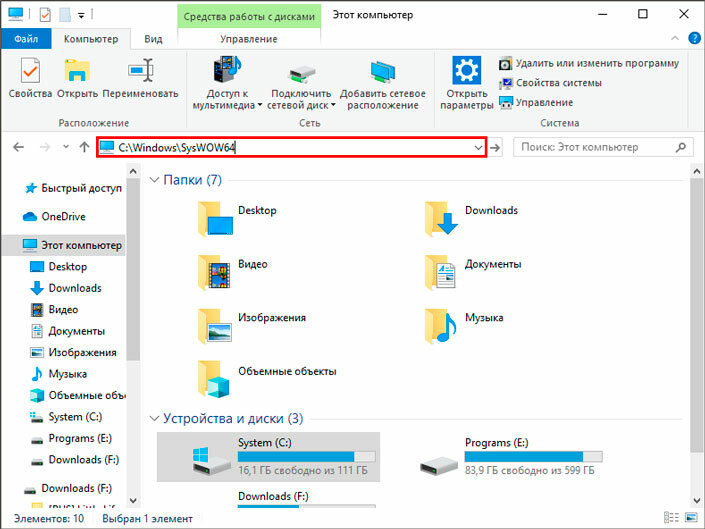 Средства работы с дисками
Этот компьютер
Файл
Компьютер
Вид
Управление
Свойства
Открыть
Переименовать
Доступ к
мультимедиа
Подключить
сетевой диск
Добавить сетевое
расположение
Открыть
параметры
Удалить или изменить программу
Свойства системы
Управление
Расположение
Сеть
Система
C:\Windows\SysWOW64
Поиск: Этот компьютер
Быстрый доступ
OneDrive
Этот компьютер
Desktop
Downloads
Видео
Документы
Изображения
Музыка
Объемные объ
System (C:)
Programs (E:)
Downloads (F:)
Downloads (F:)
Папки (7)
Desktop
Downloads
Видео
Документы
Изображения
Музыка
Объемные объекты
Устройства и диски (3)
System (C:)
16,1 ГБ свободно из 111 ГБ
Programs (E:)
83,9 ГБ свободно из 599 ГБ
Downloads (F:)
Элементов: 10
Выбран 1 элемент